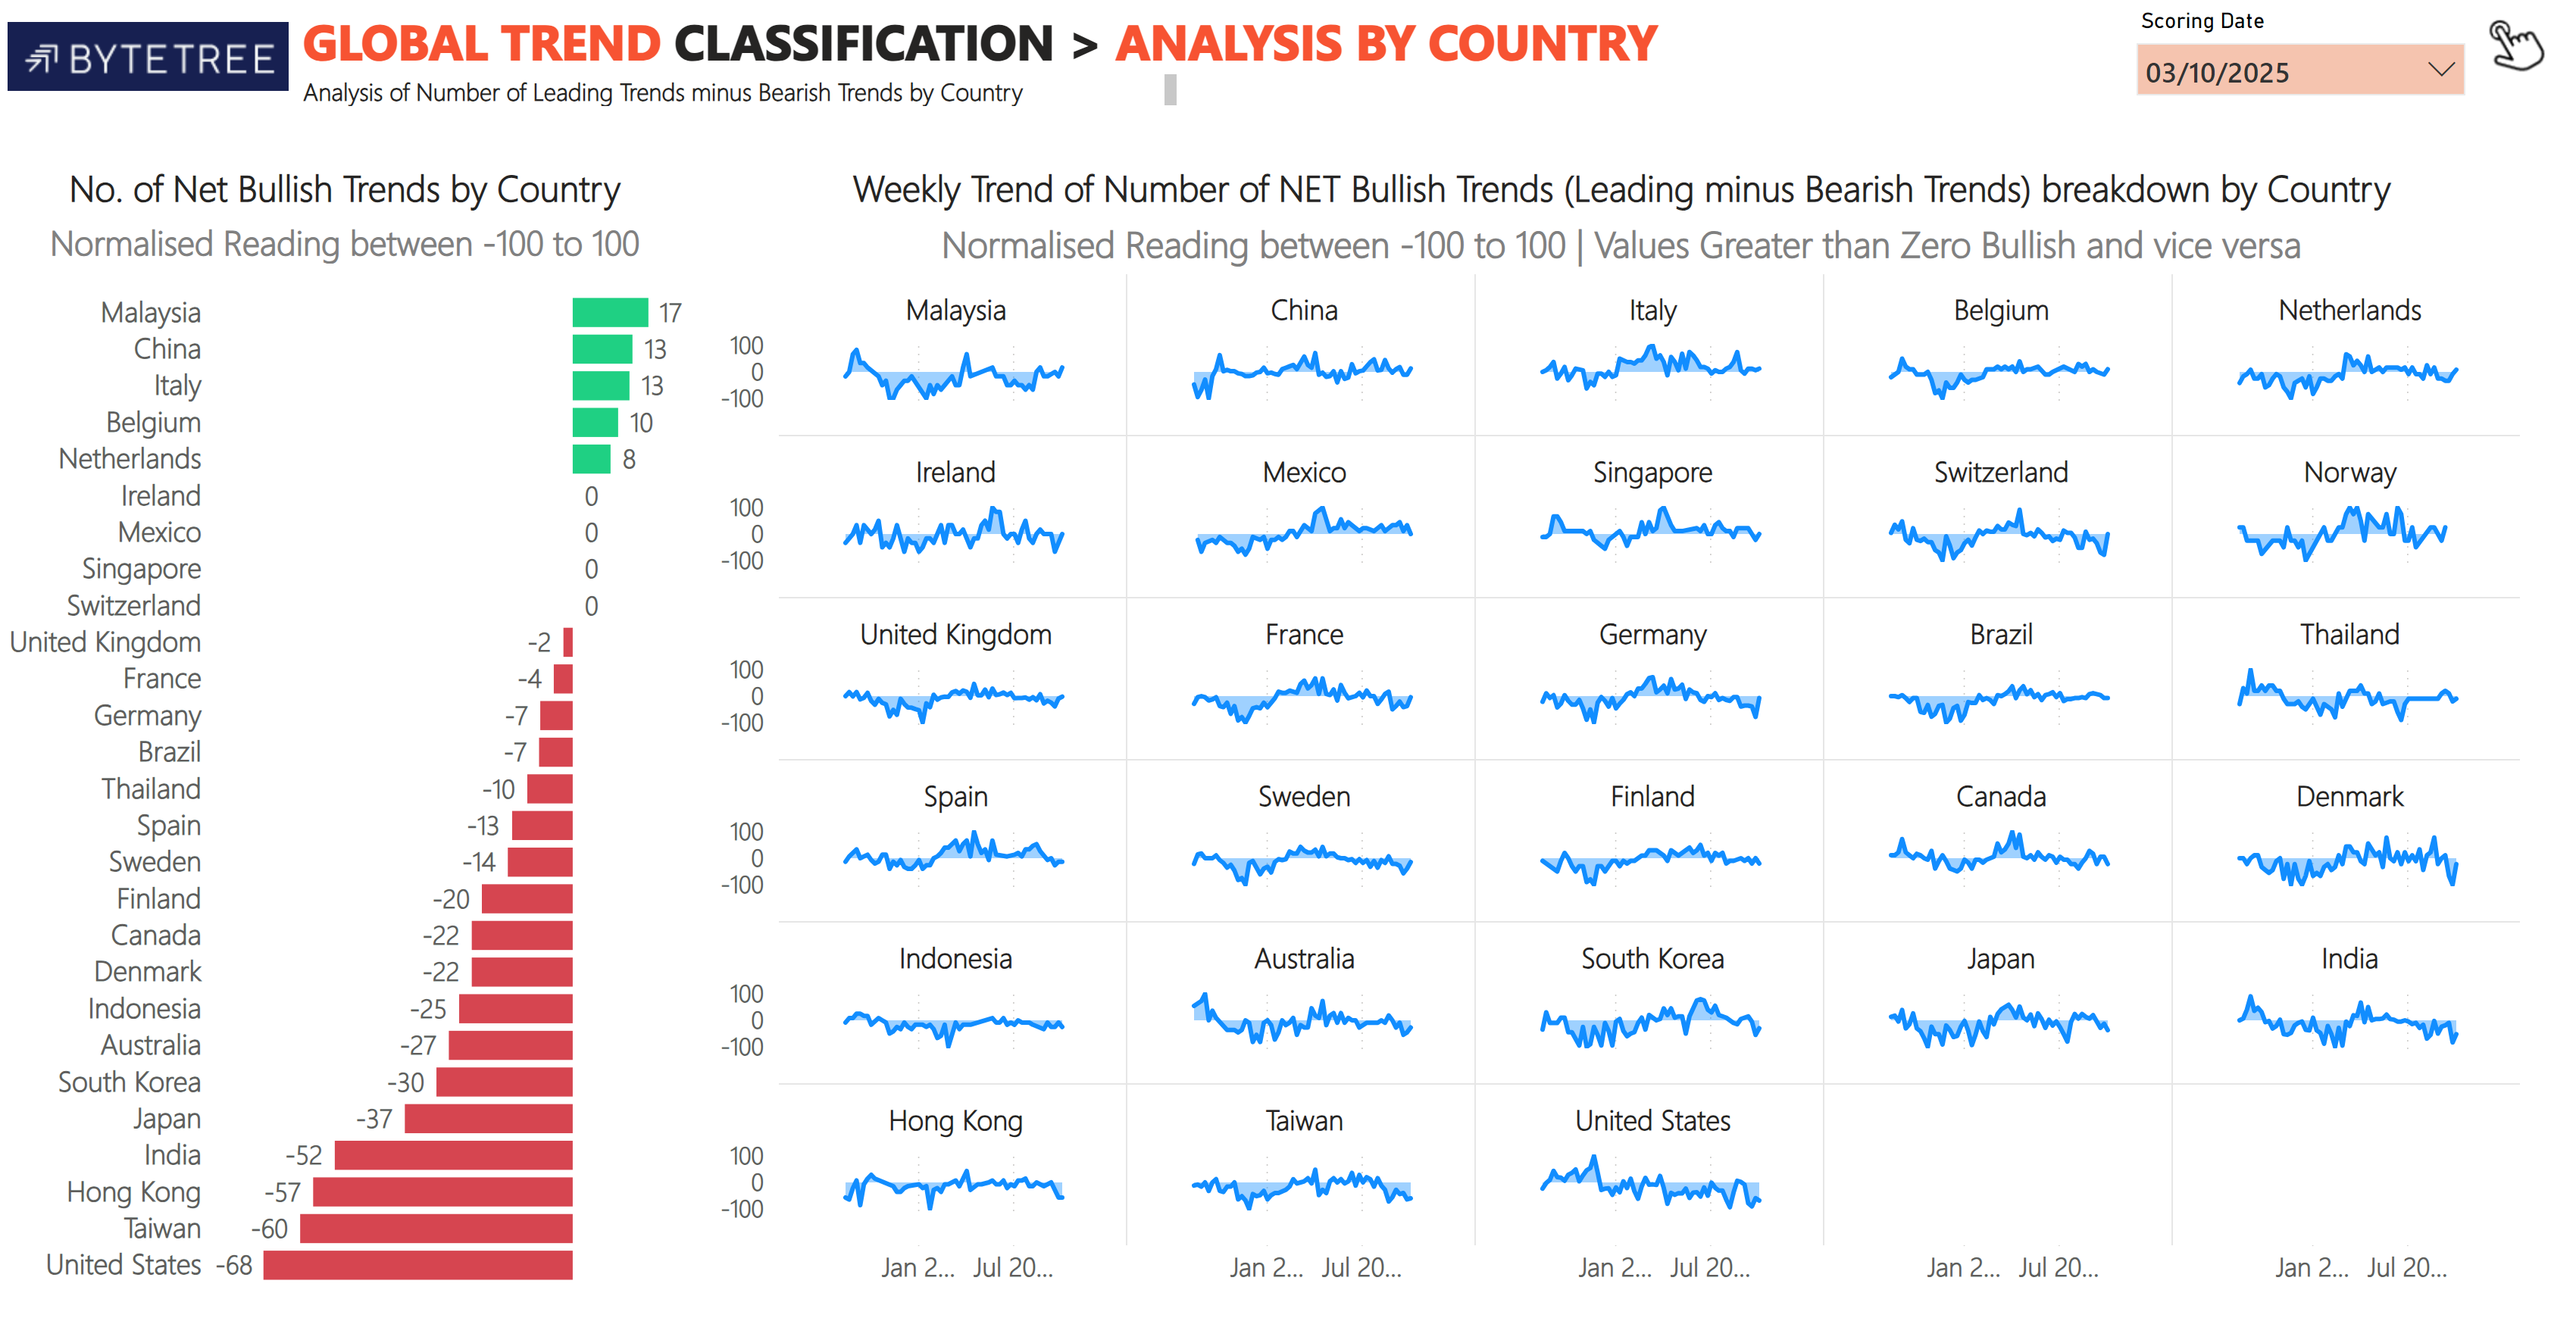 BYTETREE
GLOBAL TREND CLASSIFICATION > ANALYSIS BY COUNTRY
Analysis of Number of Leading Trends minus Bearish Trends by Country
Scoring Date
03/10/2025
No. of Net Bullish Trends by Country
Normalised Reading between -100 to 100
Malaysia 17
China 13
Italy 13
Belgium 10
Netherlands 8
Ireland 0
Mexico 0
Singapore 0
Switzerland 0
United Kingdom -2
France -4
Germany -7
Brazil -7
Thailand -10
Spain -13
Sweden -14
Finland -20
Canada -22
Denmark -22
Indonesia -25
Australia -27
South Korea -30
Japan -37
India -52
Hong Kong -57
Taiwan -60
United States -68
Weekly Trend of Number of NET Bullish Trends (Leading minus Bearish Trends) breakdown by Country
Normalised Reading between -100 to 100 | Values Greater than Zero Bullish and vice versa
Malaysia China Italy Belgium Netherlands
100
0
-100
Ireland Mexico Singapore Switzerland Norway
100
0
-100
United Kingdom France Germany Brazil Thailand
100
0
-100
Spain Sweden Finland Canada Denmark
100
0
-100
Indonesia Australia South Korea Japan India
100
0
-100
Hong Kong Taiwan United States
100
0
-100
Jan 2... Jul 20... Jan 2... Jul 20... Jan 2... Jul 20... Jan 2... Jul 20... Jan 2... Jul 20...